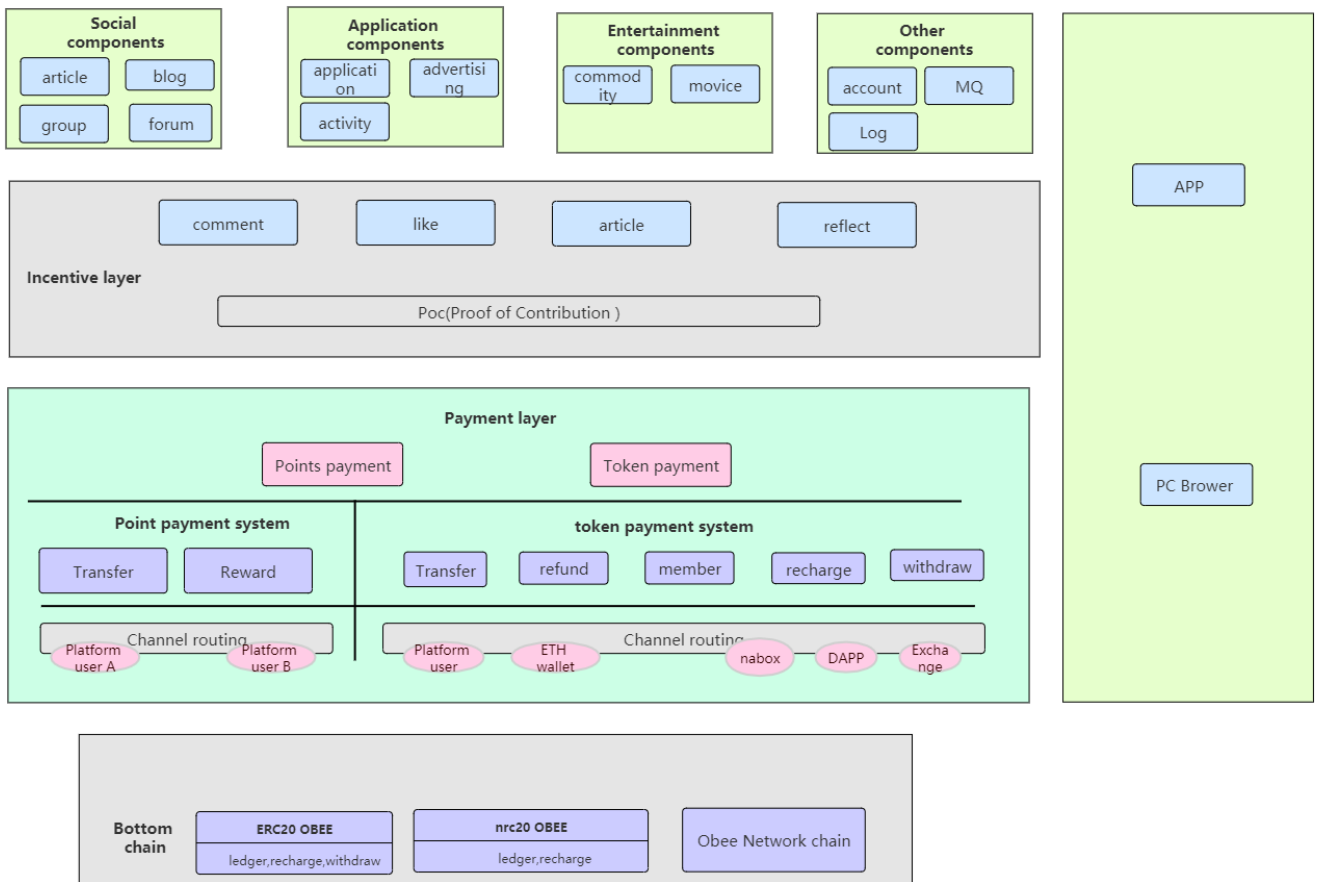 Social
components
article
blog
group
forum
Application
components
applicati
on
advertisi
ng
activity
Entertainment
components
commod
ity
movice
Other
components
account
MQ
Log
APP
PC Brower
comment
like
article
reflect
Incentive layer
Poc(Proof of Contribution )
Payment layer
Points payment
Token payment
Point payment system
Transfer
Reward
token payment system
Transfer
refund
member
recharge
withdraw
Channel routing
Platform
user A
Platform
user B
Channel routing
Platform
user
ETH
wallet
nabox
DAPP
Excha
nge
Bottom
chain
ERC20 OBEE
ledger,recharge,withdraw
nrc20 OBEE
ledger,recharge
Obee Network chain